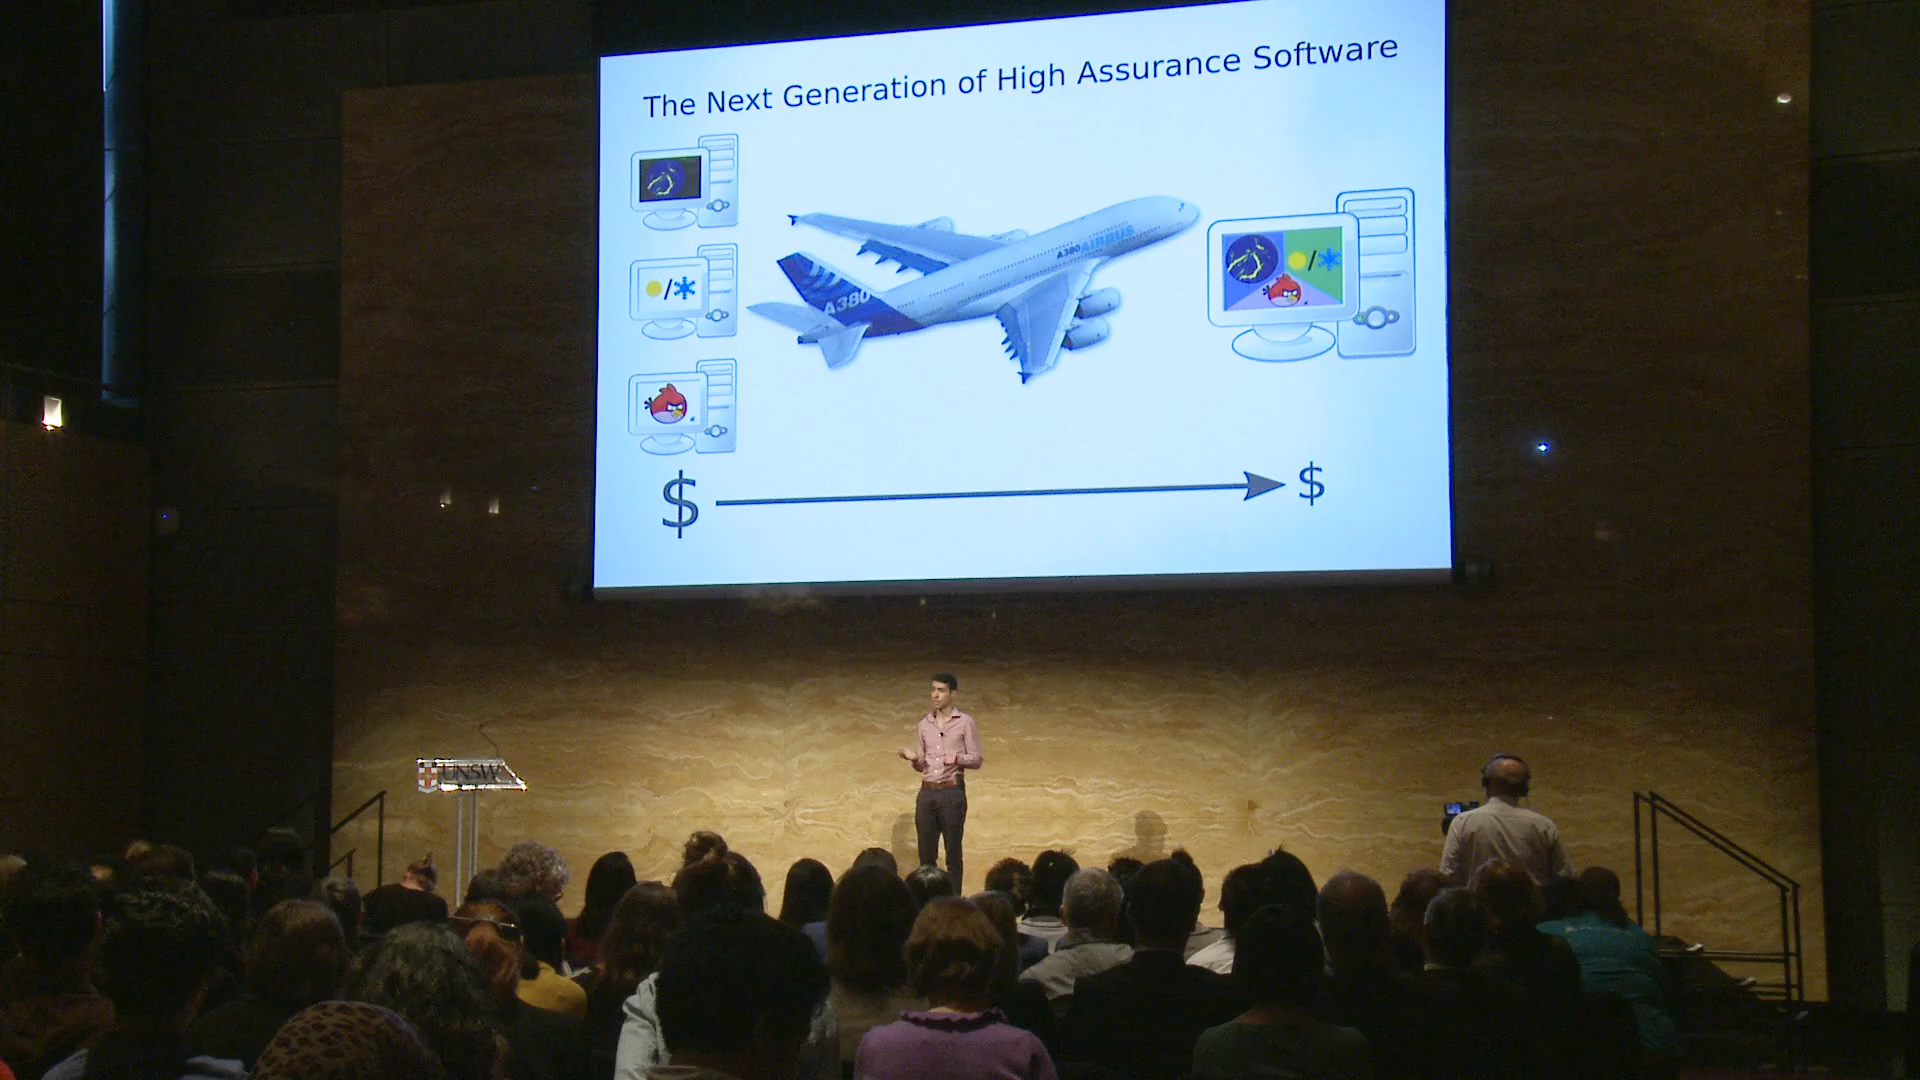 The Next Generation of High Assurance Software
A380 AIRBUS
A380
/
/
$
$
UNSW